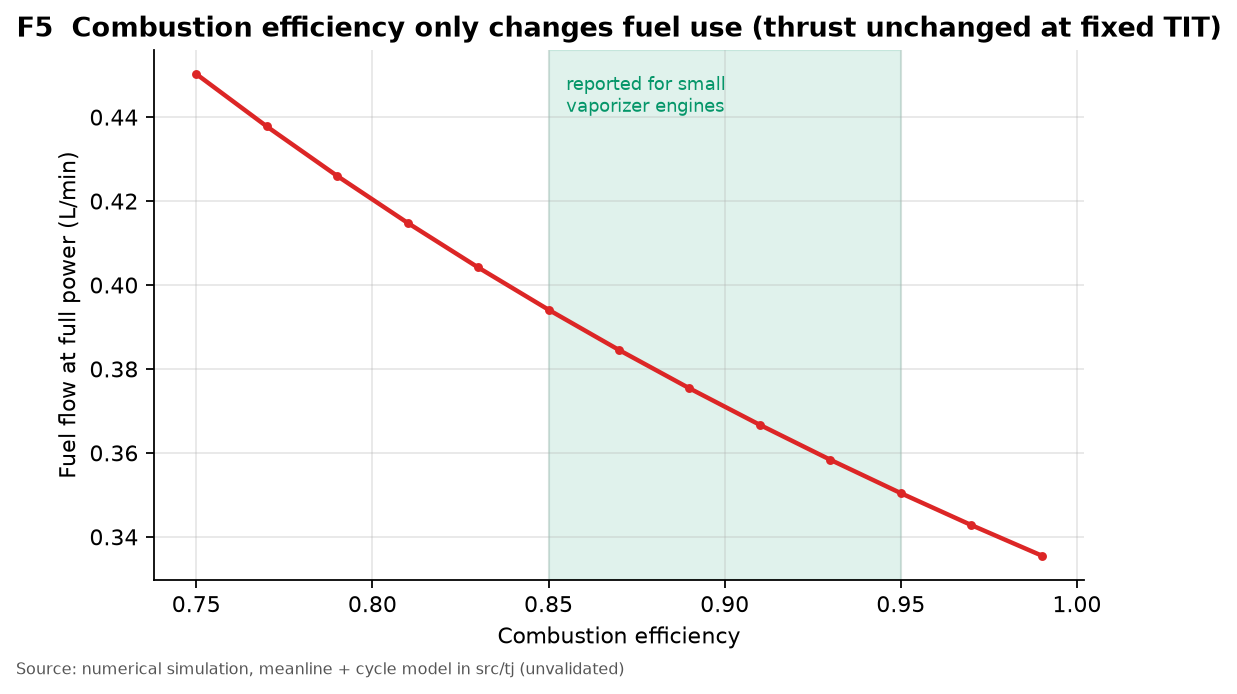 F5  Combustion efficiency only changes fuel use (thrust unchanged at fixed TIT)
reported for small
vaporizer engines
Fuel flow at full power (L/min)
0.44
0.42
0.40
0.38
0.36
0.34
0.75
0.80
0.85
0.90
0.95
1.00
Combustion efficiency
Source: numerical simulation, meanline + cycle model in src/tj (unvalidated)